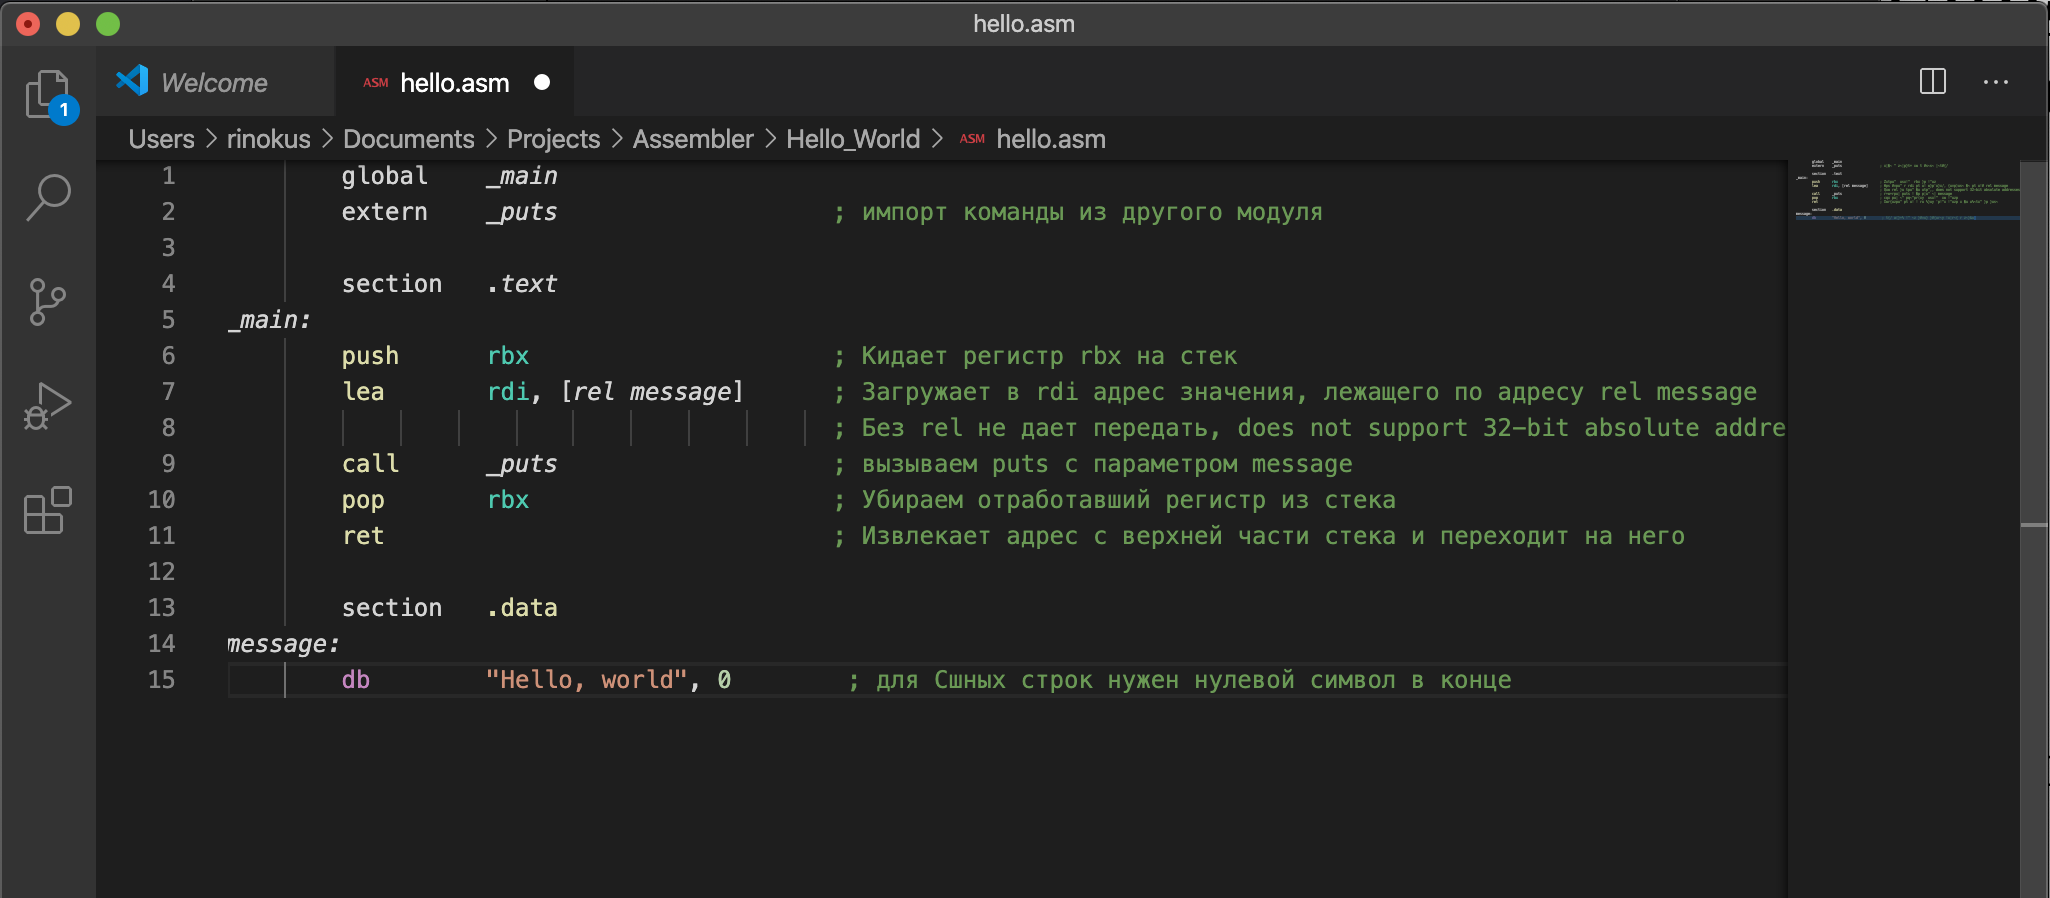 hello.asm
Welcome
ASM hello.asm
1
Users > rinokus > Documents > Projects > Assembler > Hello_World > ASM hello.asm
1 global _main
2 extern _puts ; импорт команды из другого модуля
3
4 section .text
5 _main:
6 push rbx ; Кидает регистр rbx на стек
7 lea rdi, [rel message] ; Загружает в rdi адрес значения, лежащего по адресу rel message
8 ; Без rel не дает передать, does not support 32-bit absolute addre
9 call _puts ; вызываем puts с параметром message
10 pop rbx ; Убираем отработавший регистр из стека
11 ret ; Извлекает адрес с верхней части стека и переходит на него
12
13 section .data
14 message:
15 db "Hello, world", 0 ; для Сшных строк нужен нулевой символ в конце